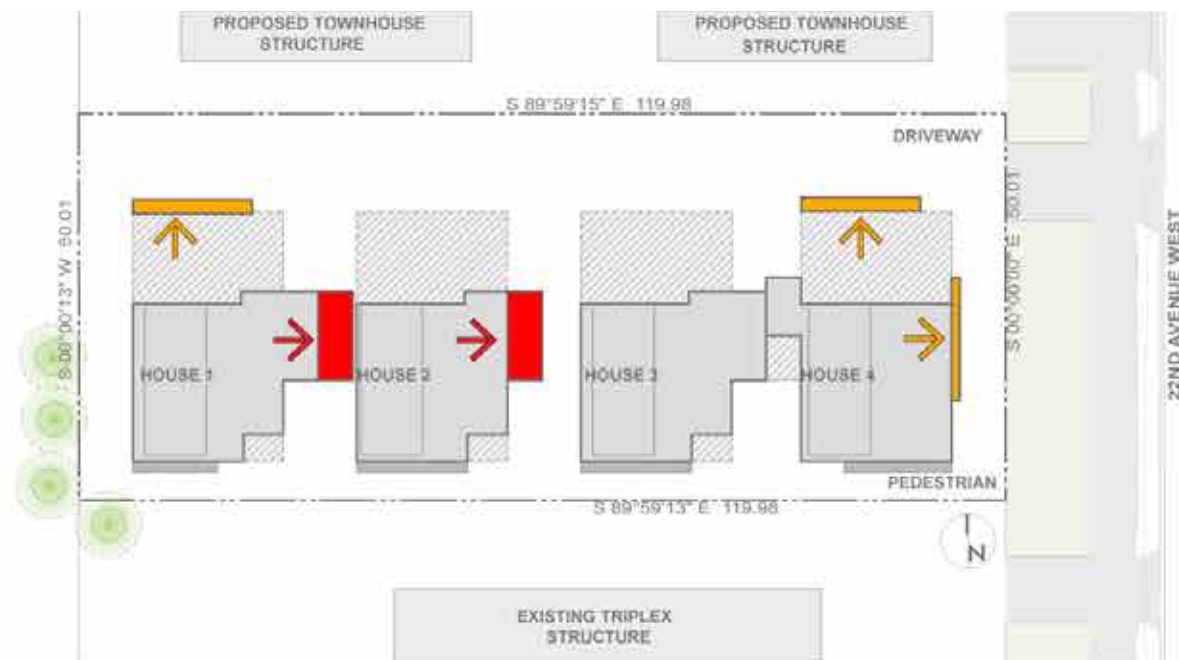 PROPOSED TOWNHOUSE
STRUCTURE
PROPOSED TOWNHOUSE
STRUCTURE
S 89°59'15" E 119.98
DRIVEWAY
S 00°00'13" W 50.01
S 00°00'00" E 50.01
22ND AVENUE WEST
HOUSE 1
HOUSE 2
HOUSE 3
HOUSE 4
PEDESTRIAN
S 89°59'13" E 119.98
N
EXISTING TRIPLEX
STRUCTURE